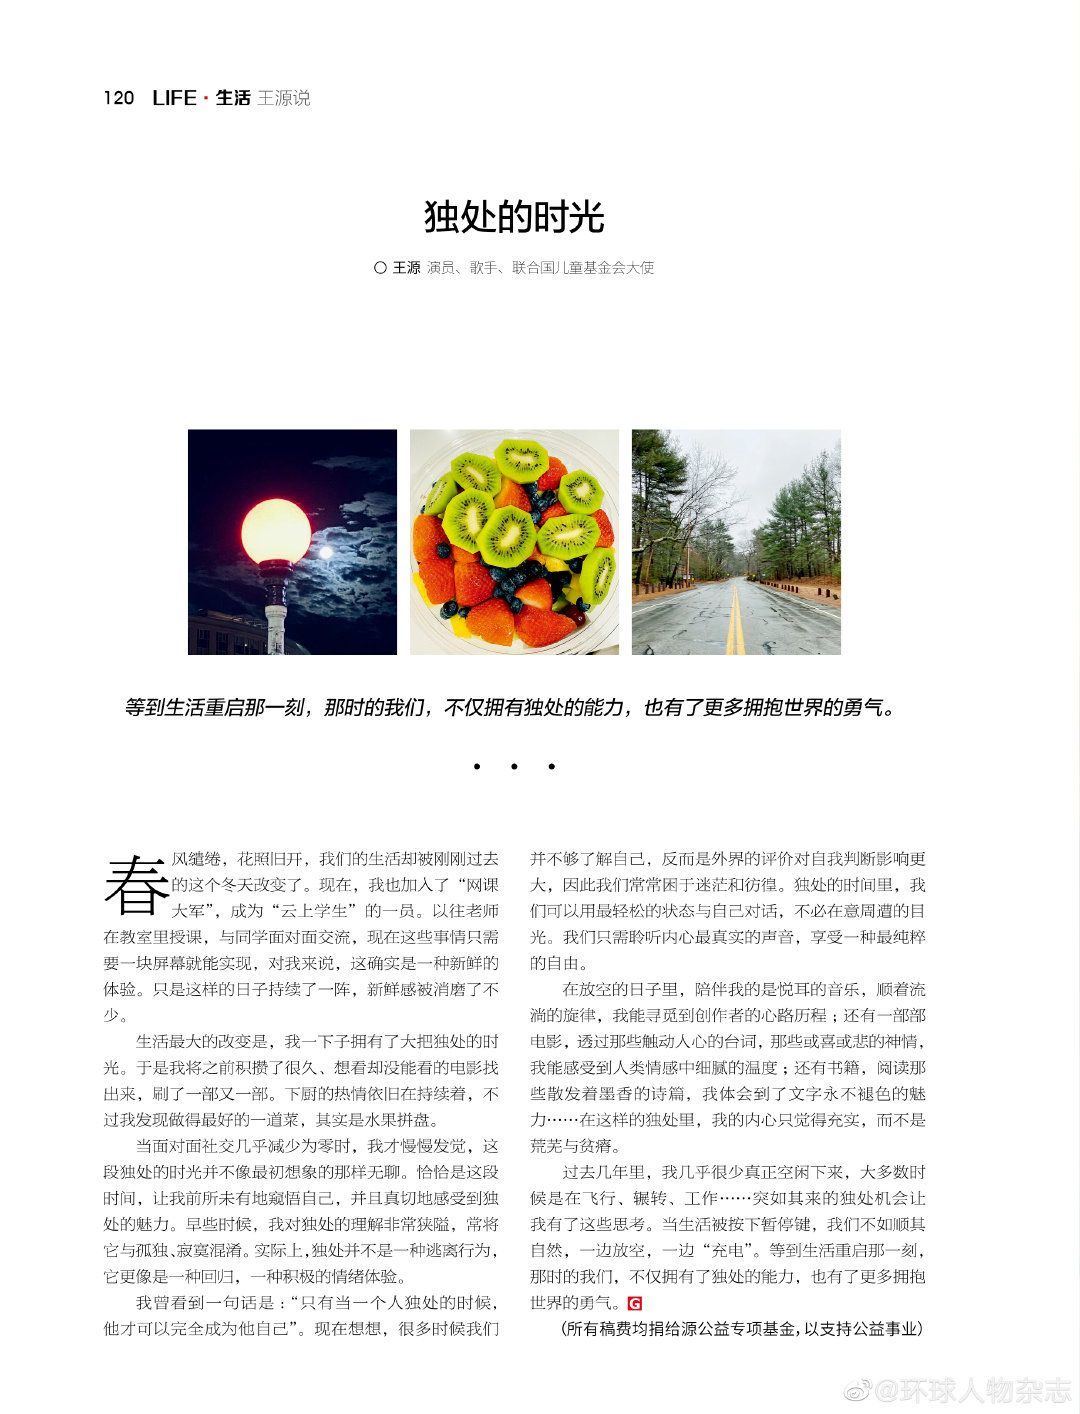 120 LIFE·生活 王源说
独处的时光
○ 王源 演员、歌手、联合国儿童基金会大使
等到生活重启那一刻，那时的我们，不仅拥有独处的能力，也有了更多拥抱世界的勇气。
• • •
春风缱绻，花照旧开，我们的生活却被刚刚过去
的这个冬天改变了。现在，我也加入了“网课
大军”，成为“云上学生”的一员。以往老师
在教室里授课，与同学面对面交流，现在这些事情只需
要一块屏幕就能实现，对我来说，这确实是一种新鲜的
体验。只是这样的日子持续了一阵，新鲜感被消磨了不
少。
生活最大的改变是，我一下子拥有了大把独处的时
光。于是我将之前积攒了很久、想看却没能看的电影找
出来，刷了一部又一部。下厨的热情依旧在持续着，不
过我发现做得最好的一道菜，其实是水果拼盘。
当面对面社交几乎减少为零时，我才慢慢发觉，这
段独处的时光并不像最初想象的那样无聊。恰恰是这段
时间，让我前所未有地窥悟自己，并且真切地感受到独
处的魅力。早些时候，我对独处的理解非常狭隘，常将
它与孤独、寂寞混淆。实际上，独处并不是一种逃离行为，
它更像是一种回归，一种积极的情绪体验。
我曾看到一句话是：“只有当一个人独处的时候，
他才可以完全成为他自己”。现在想想，很多时候我们
并不够了解自己，反而是外界的评价对自我判断影响更
大，因此我们常常困于迷茫和彷徨。独处的时间里，我
们可以用最轻松的状态与自己对话，不必在意周遭的目
光。我们只需聆听内心最真实的声音，享受一种最纯粹
的自由。
在放空的日子里，陪伴我的是悦耳的音乐，顺着流
淌的旋律，我能寻觅到创作者的心路历程；还有一部部
电影，透过那些触动人心的台词，那些或喜或悲的神情，
我能感受到人类情感中细腻的温度；还有书籍，阅读那
些散发着墨香的诗篇，我体会到了文字永不褪色的魅
力……在这样的独处里，我的内心只觉得充实，而不是
荒芜与贫瘠。
过去几年里，我几乎很少真正空闲下来，大多数时
候是在飞行、辗转、工作……突如其来的独处机会让
我有了这些思考。当生活被按下暂停键，我们不如顺其
自然，一边放空，一边“充电”。等到生活重启那一刻，
那时的我们，不仅拥有了独处的能力，也有了更多拥抱
世界的勇气。G
（所有稿费均捐给源公益专项基金，以支持公益事业）
@环球人物杂志